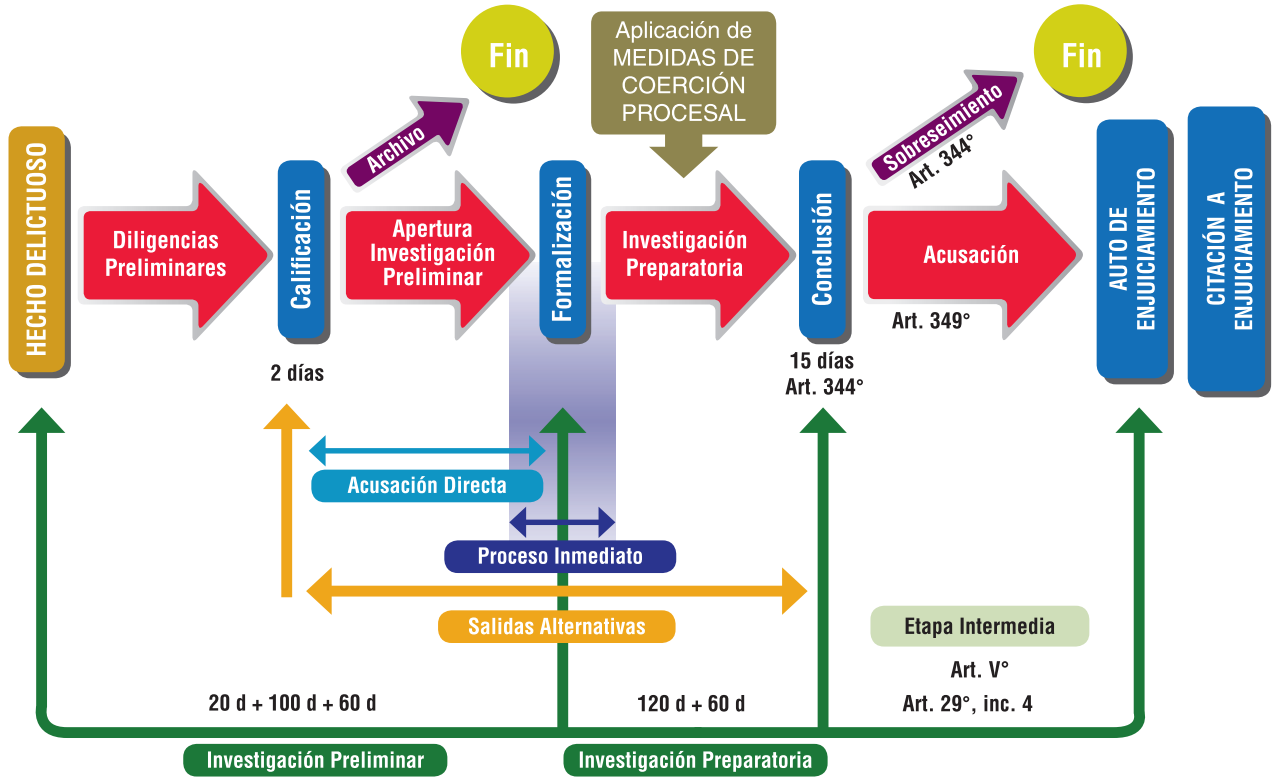 Fin
Aplicación de
MEDIDAS DE
COERCIÓN
PROCESAL
Fin
HECHO DELICTUOSO
Diligencias
Preliminares
Calificación
2 días
Archivo
Apertura
Investigación
Preliminar
Formalización
Investigación
Preparatoria
Conclusión
15 días
Art. 344°
Sobreseimiento
Art. 344°
Acusación
Art. 349°
AUTO DE
ENJUICIAMIENTO
CITACIÓN A
ENJUICIAMIENTO
Acusación Directa
Proceso Inmediato
Salidas Alternativas
Etapa Intermedia
Art. V°
Art. 29°, inc. 4
20 d + 100 d + 60 d
120 d + 60 d
Investigación Preliminar
Investigación Preparatoria